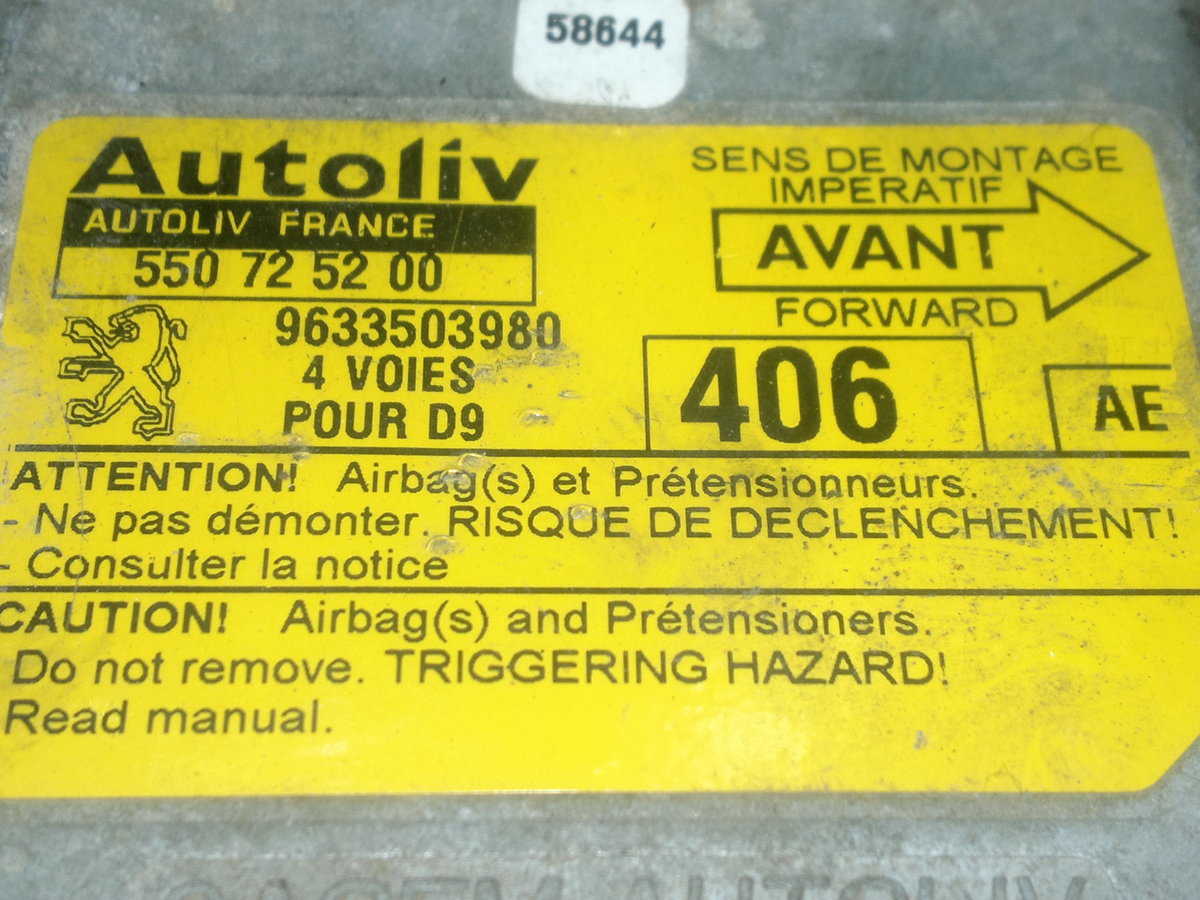 58644
Autoliv
AUTOLIV FRANCE
550 72 52 00
9633503980
4 VOIES
POUR D9
SENS DE MONTAGE
IMPERATIF
AVANT
FORWARD
406
AE
ATTENTION! Airbag(s) et Prétensionneurs.
- Ne pas démonter. RISQUE DE DECLENCHEMENT!
- Consulter la notice
CAUTION! Airbag(s) and Prétensioners.
Do not remove. TRIGGERING HAZARD!
Read manual.
SAGEM AUTOLIV